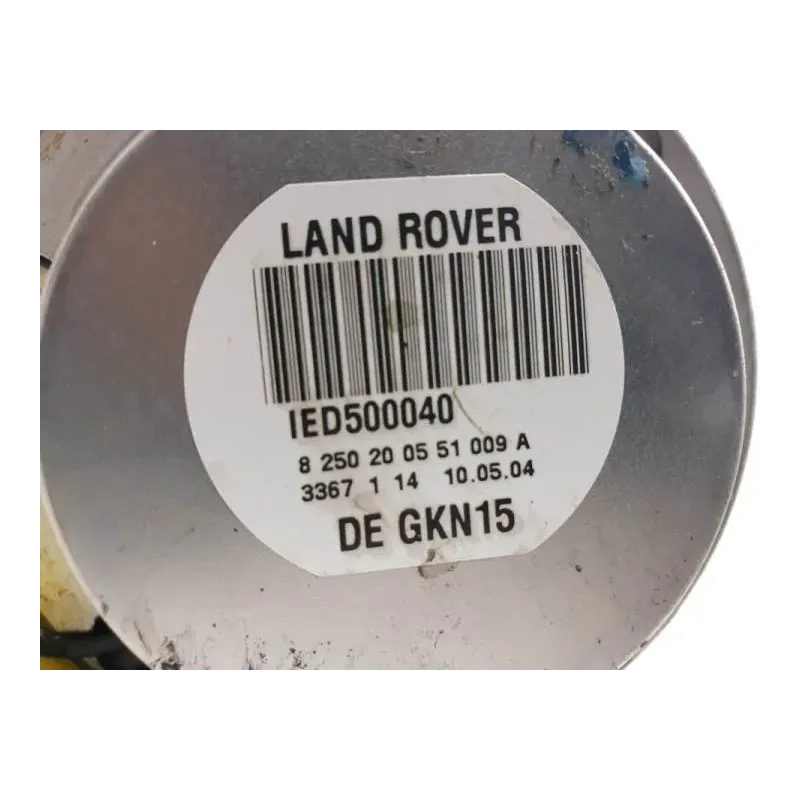 LAND ROVER
IED500040
8 250 20 05 51 009 A
3367 1 14 10.05.04
DE GKN15